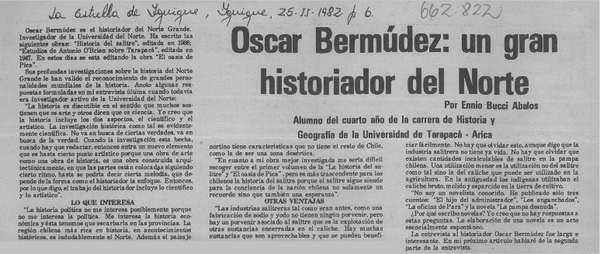 La estrella de Iquique, Iquique, 25-II-1982 p 6.
662.822
Oscar Bermúdez: un gran
historiador del Norte
Por Ennio Bucci Abalos
Alumno del cuarto año de la carrera de Historia y
Geografía de la Universidad de Tarapacá - Arica
Oscar Bermúdez es el historiador del Norte Grande.
Investigador de la Universidad del Norte. Ha escrito las
siguientes obras: "Historia del salitre", editada en 1966;
"Estudios de Antonio O'Brien sobre Tarapacá", editada en
1947. En estos días se está editando la obra "El oasis de
Pica".
Sus profundas investigaciones sobre la historia del Norte
Grande le han valido el reconocimiento de grandes personalidades
mundiales de la historia. Anoto algunas respuestas
formuladas en mi entrevista última, cuando todavía
era investigador activo de la Universidad del Norte:
"La historia es discutible en el sentido que muchos sostienen
que es arte y otros dicen que es ciencia. Yo creo que
la historia incluye los dos aspectos, el científico y el
artístico. La investigación histórica como tal es evidentemente
científica. No va en busca de ciertas verdades, va en
busca de la verdad. Cuando la investigación está hecha,
cuando hay que redactar, entonces entra un nuevo elemento
que es hasta cierto punto artístico porque una obra de arte
como una obra de historia, es una obra construida arquitectónicamente,
en que las partes está a colocadas siguiendo
cierto ritmo, hasta se podría decir cierta melodía, que depende
de la forma como el historiador la enfoque. Entonces,
por lo que digo, el trabajo del historiador incluye lo científico
y lo artístico".
LO QUE INTERESA
"La historia política no me interesa posiblemente porque
no me interesa la política. Me interesa la historia económica
y ésta tenemos que encontrarla en las provincias. La
región chilena más rica en historia, en acontecimientos
históricos, es indudablemente el Norte. Además el paisaje
nortino tiene características que no tiene el resto de Chile.
como la de ser una zona desértica.
"En cuanto a mi obra mejor investigada me sería difícil
escoger entre el primer volumen de la "La historia del salitre"
y "El oasis de Pica", pero es más trascendente para los
chilenos la historia del salitre porque el salitre sigue siendo
para la conciencia de la nación chilena no solamente un
recuerdo sino que también una esperanza".
OTRAS VENTAJAS
"Las industrias salitreras tal como eran antes, como una
fabricación de sodio y yodo no tienen ningún provenir, pero
hay un porvenir asociado al salitre que es la explotación de
otras sustancias encerradas en el caliche. Hay muchas
sustancias que son aprovechables y que se pueden beneficiar
fácilmente. No hay que olvidar esto, aunque digo que la
industria salitrera no tiene ya vida. No hay que olvidar que
existen cantidades incalculables de salitre en la pampa
chilena. Una utilización menor es la utilización no del salitre
como tal sino la del caliche que puede ser utilizado en la
agricultura. En la antigüedad los indígenas utilizaban el
caliche bruto, molido y esparcido en la tierra de cultivo.
"No soy un novelista conocido. He publicado sólo tres
cuentos: "El hijo del administrador", "Los enganchados",
"La oficina de Para" y la novela "La pampa desnuda".
¿Por qué escribo novelas? Yo creo que no hay respuestas a
estas preguntas. La elaboración de una novela es un acto
esencialmente espontáneo.
La entrevista al historiador Oscar Bermúdez fue larga e
interesante. En mi próximo artículo hablaré de la segunda
parte de la entrevista.